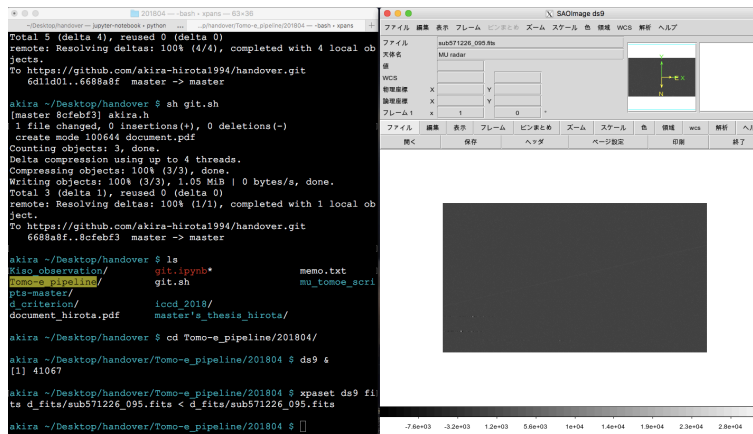 201804 — -bash • xpans — 63×36
~/Desktop/handover — jupyter-notebook • python ... ...p/handover/Tomo-e_pipeline/201804 — -bash • xpans +
Total 5 (delta 4), reused 0 (delta 0)
remote: Resolving deltas: 100% (4/4), completed with 4 local ob
jects.
To https://github.com/akira-hirota1994/handover.git
6d11d01..6688a8f master -> master
akira ~/Desktop/handover $ sh git.sh
[master 8cfebf3] akira.h
1 file changed, 0 insertions(+), 0 deletions(-)
create mode 100644 document.pdf
Counting objects: 3, done.
Delta compression using up to 4 threads.
Compressing objects: 100% (3/3), done.
Writing objects: 100% (3/3), 1.05 MiB | 0 bytes/s, done.
Total 3 (delta 1), reused 0 (delta 0)
remote: Resolving deltas: 100% (1/1), completed with 1 local ob
ject.
To https://github.com/akira-hirota1994/handover.git
6688a8f..8cfebf3 master -> master
akira ~/Desktop/handover $ ls
Kiso_observation/ git.ipynb* memo.txt
Tomo-e_pipeline/ git.sh mu_tomoe_scri
pts-master/
d_criterion/ iccd_2018/
document_hirota.pdf master's_thesis_hirota/
akira ~/Desktop/handover $ cd Tomo-e_pipeline/201804/
akira ~/Desktop/handover/Tomo-e_pipeline/201804 $ ds9 &
[1] 41067
akira ~/Desktop/handover/Tomo-e_pipeline/201804 $ xpaset ds9 fi
ts d_fits/sub571226_095.fits < d_fits/sub571226_095.fits
akira ~/Desktop/handover/Tomo-e_pipeline/201804 $
SAOImage ds9
ファイル 編集 表示 フレーム ビンまとめ ズーム スケール 色 領域 WCS 解析 ヘルプ
ファイル sub571226_095.fits
天体名 MU radar
値
WCS
物理座標 X Y
論理座標 X Y
フレーム 1 x 1 0 °
Y
X
E
N
ファイル 編集 表示 フレーム ビンまとめ ズーム スケール 色 領域 wcs 解析 ヘル
開く 保存 ヘッダ ページ設定 印刷 終了
-7.6e+03 -3.2e+03 1.2e+03 5.6e+03 1e+04 1.4e+04 1.9e+04 2.3e+04 2.8e+04